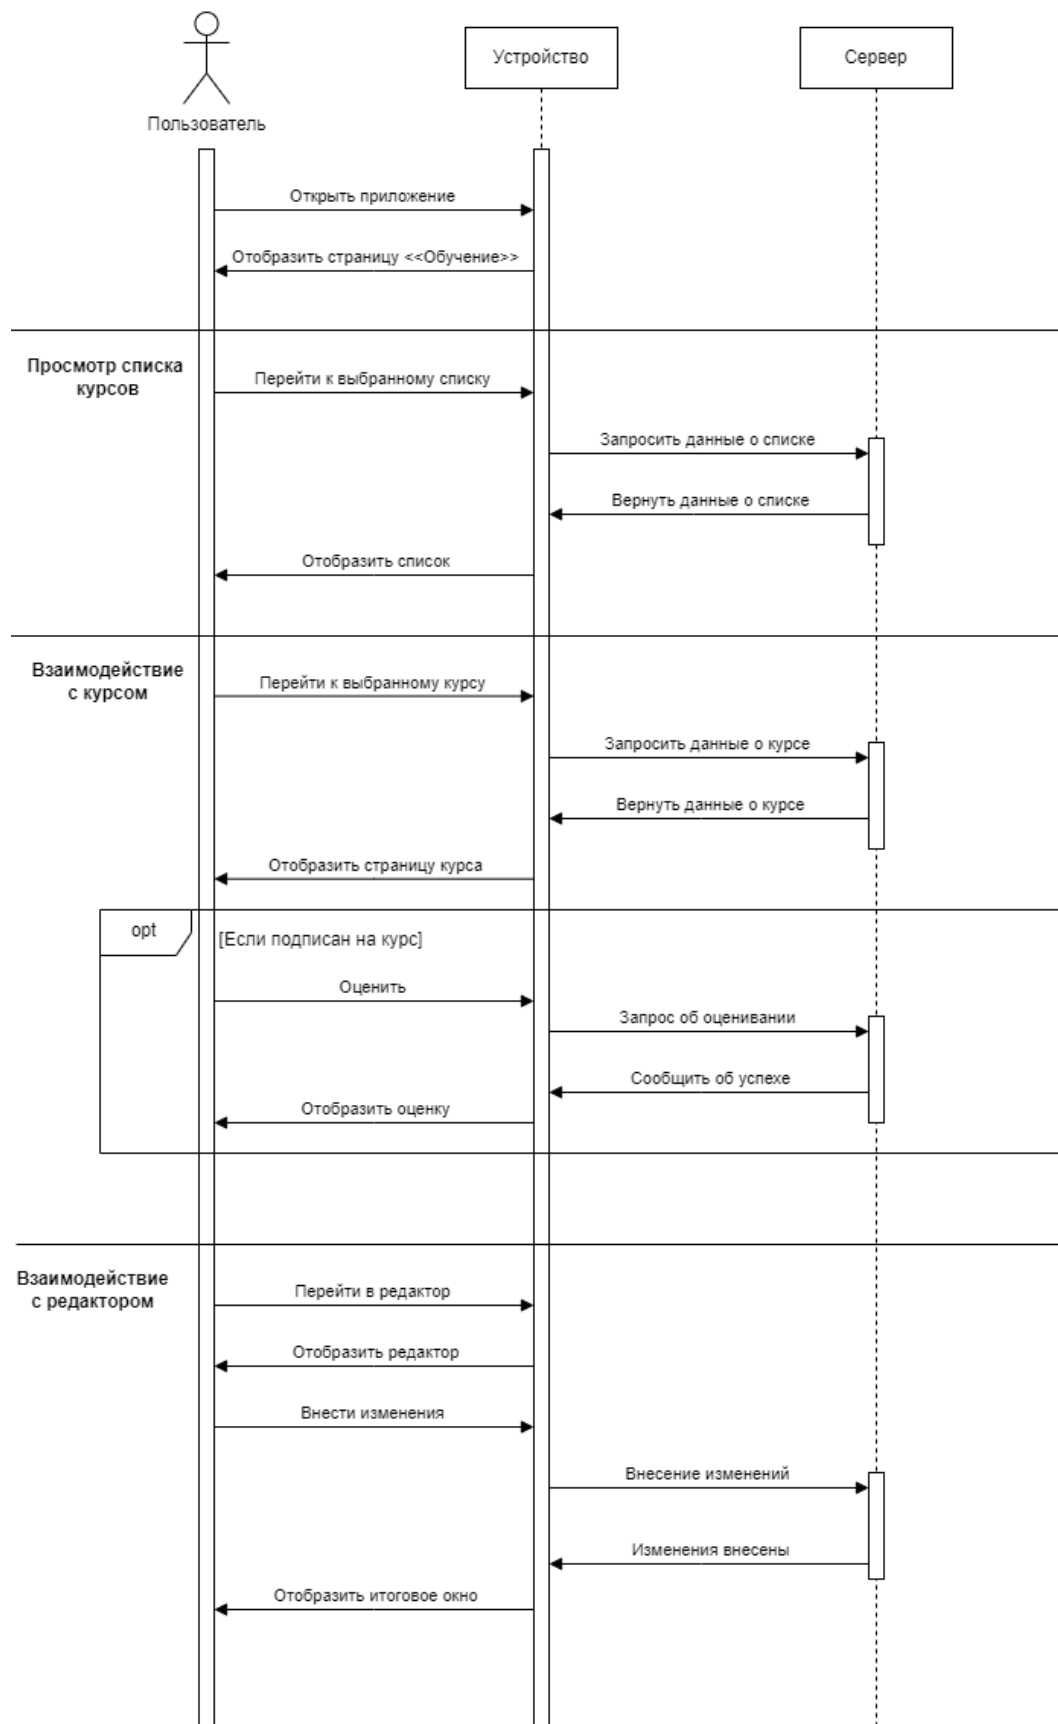 Пользователь
Устройство
Сервер
Открыть приложение
Отобразить страницу <<Обучение>>
Просмотр списка
курсов
Перейти к выбранному списку
Запросить данные о списке
Вернуть данные о списке
Отобразить список
Взаимодействие
с курсом
Перейти к выбранному курсу
Запросить данные о курсе
Вернуть данные о курсе
Отобразить страницу курса
opt
[Если подписан на курс]
Оценить
Запрос об оценивании
Сообщить об успехе
Отобразить оценку
Взаимодействие
с редактором
Перейти в редактор
Отобразить редактор
Внести изменения
Внесение изменений
Изменения внесены
Отобразить итоговое окно